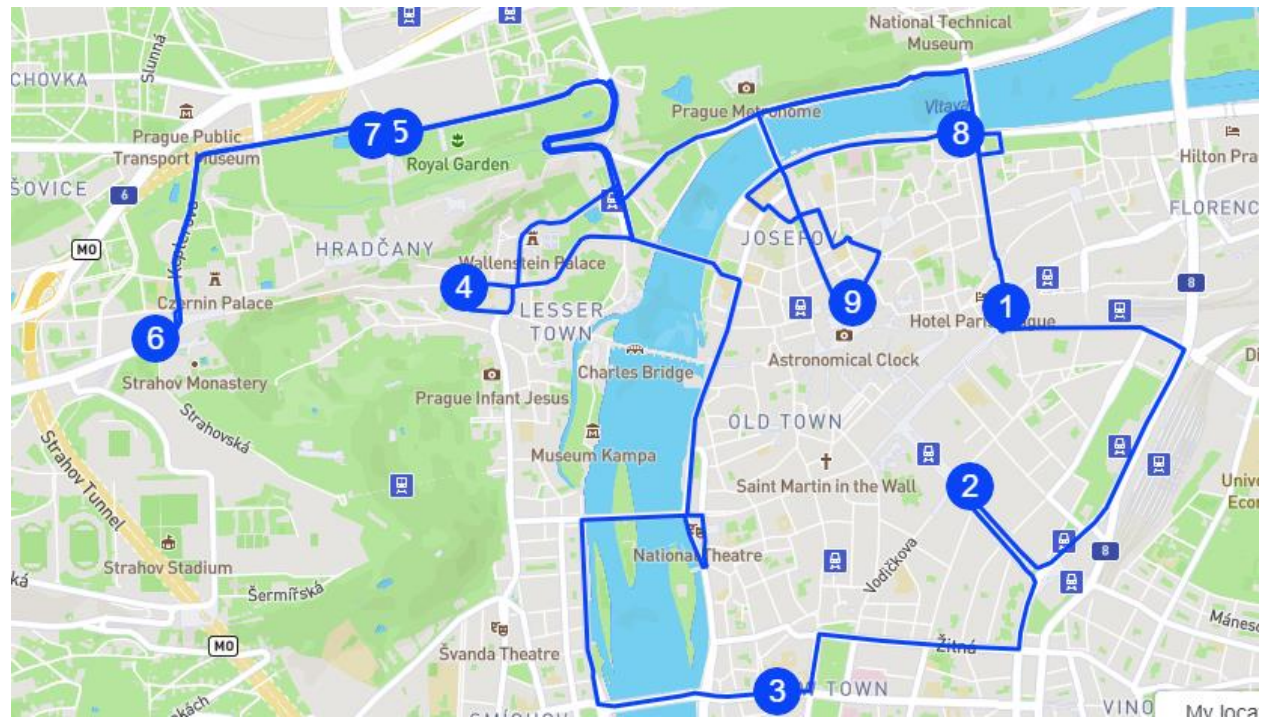 National Technical
Museum
CHOVKA
Slunná
Prague Metronome
Vltava
Prague Public
Transport Museum
7
5
8
Royal Garden
Hilton Pra
ŠOVICE
6
FLORENC
Keplerova
HRADČANY
JOSEFOV
M0
Wallenstein Palace
4
8
Czernin Palace
9
1
LESSER
TOWN
Hotel Paris Prague
6
Astronomical Clock
Strahov Monastery
Charles Bridge
Prague Infant Jesus
Strahovská
OLD TOWN
Museum Kampa
Strahov Tunnel
Saint Martin in the Wall
2
Univ
Econ
National Theatre
8
Strahov Stadium
Vodičkova
ká
Šermířská
Mánesc
M0
Žitná
Švanda Theatre
3
W TOWN
SMÍCHOV
VINO
My loca